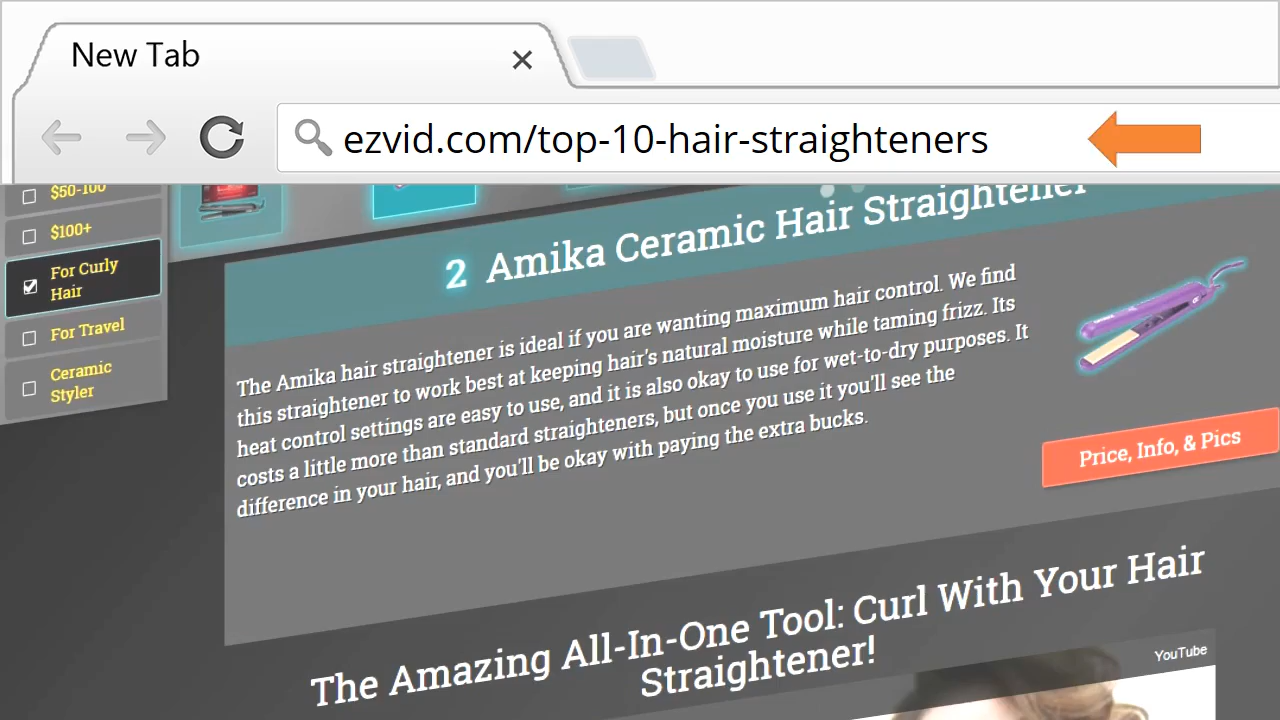 New Tab
ezvid.com/top-10-hair-straighteners
$50-100
$100+
For Curly
Hair
For Travel
Ceramic
Styler
2 Amika Ceramic Hair Straightener
The Amika hair straightener is ideal if you are wanting maximum hair control. We find
this straightener to work best at keeping hair's natural moisture while taming frizz. Its
heat control settings are easy to use, and it is also okay to use for wet-to-dry purposes. It
costs a little more than standard straighteners, but once you use it you'll see the
difference in your hair, and you'll be okay with paying the extra bucks.
Price, Info, & Pics
The Amazing All-In-One Tool: Curl With Your Hair
Straightener!
YouTube